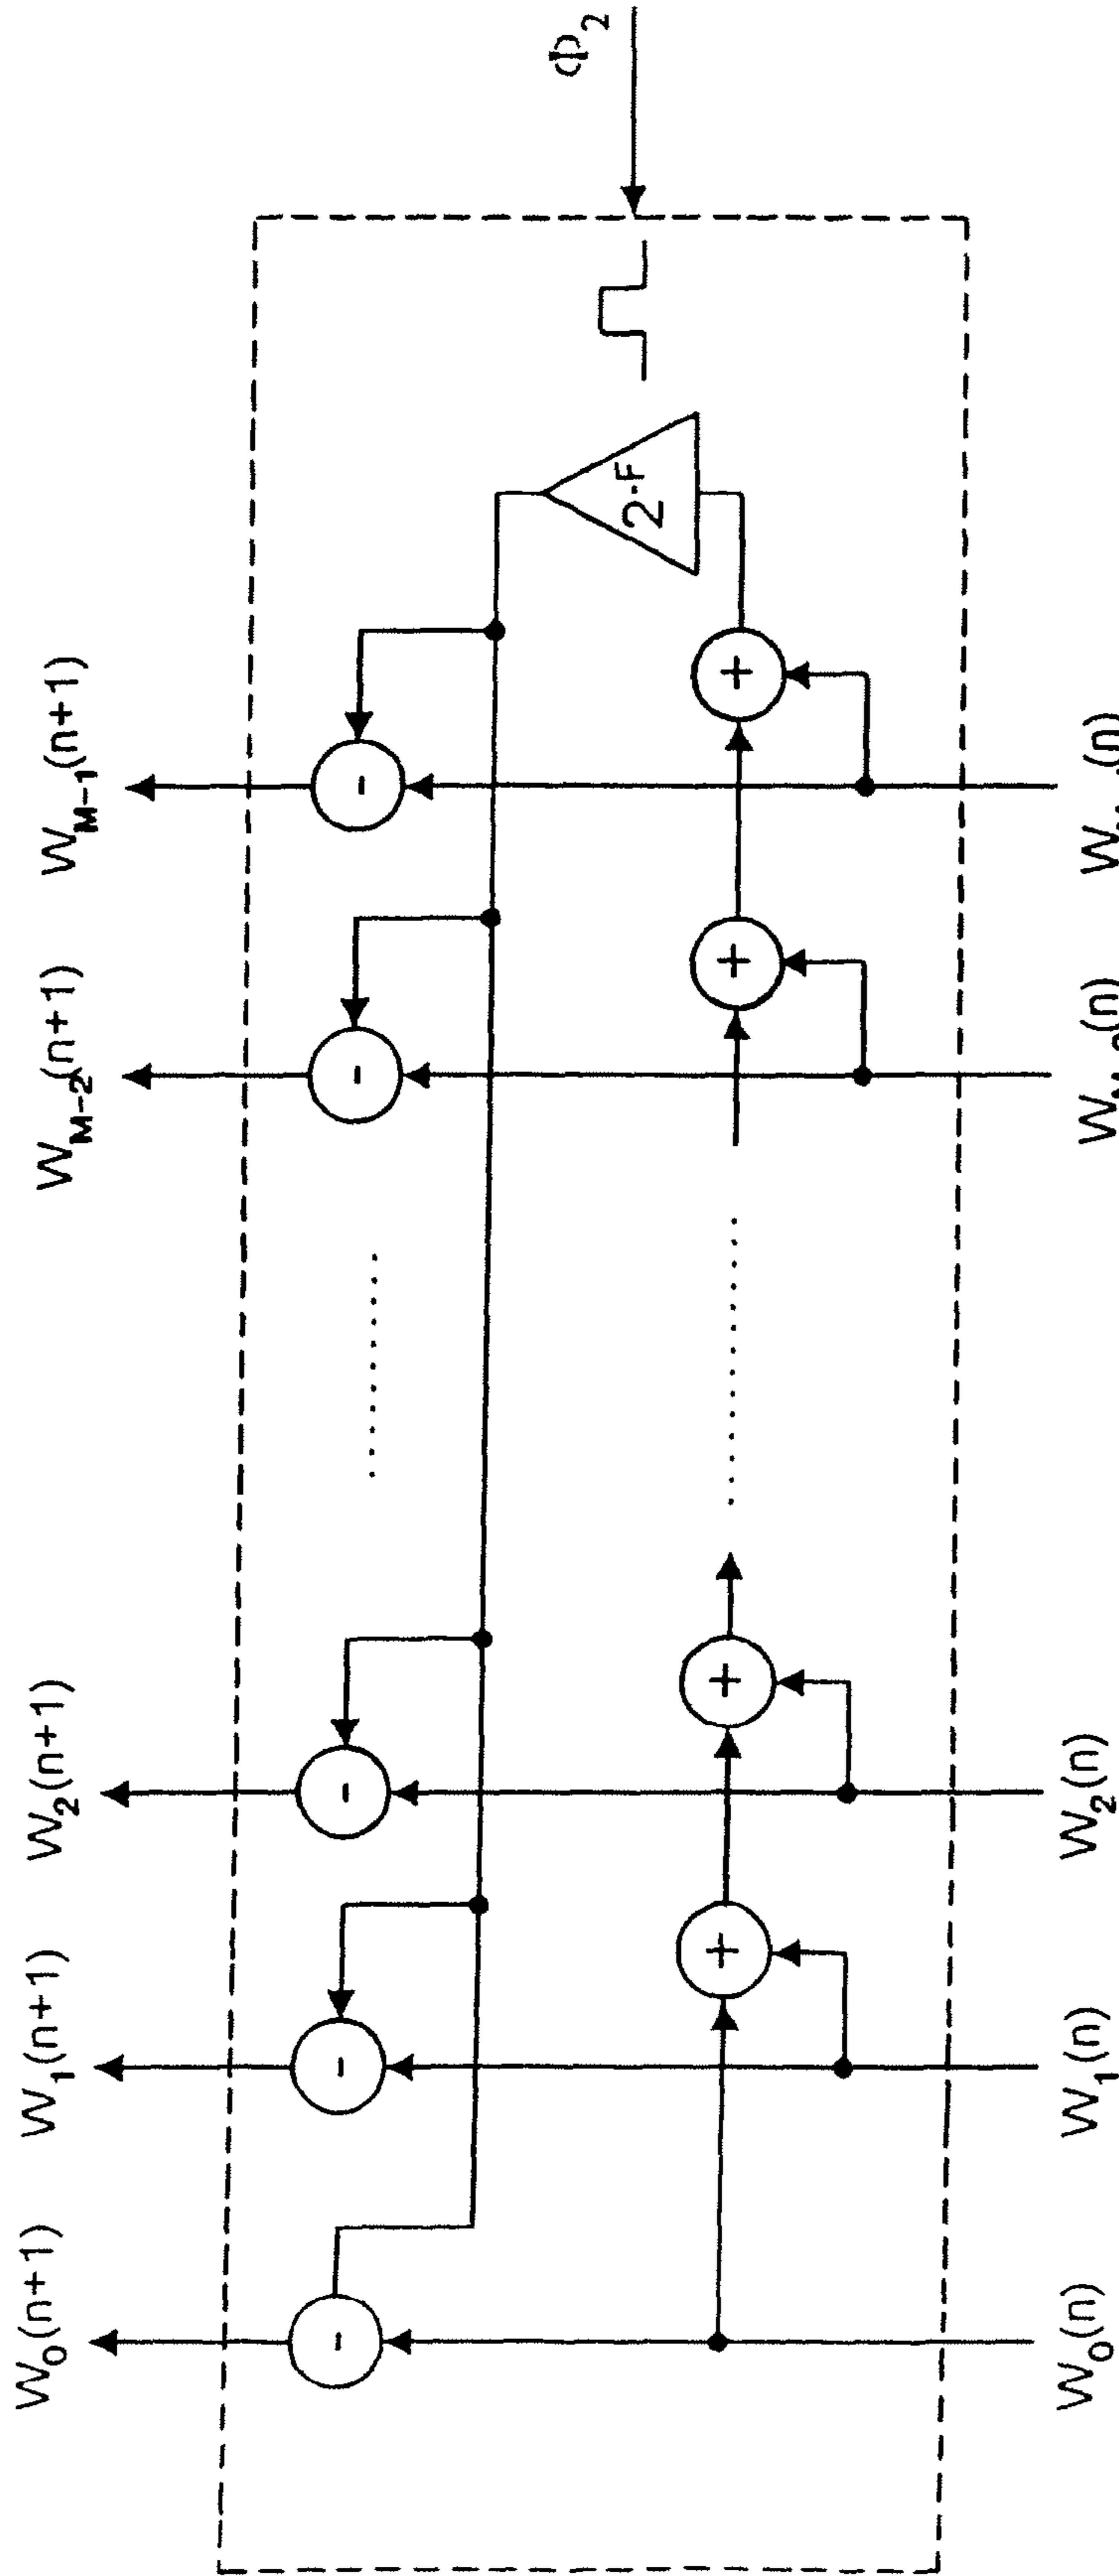 W0(n+1)
W1(n+1)
W2(n+1)
WM-2(n+1)
WM-1(n+1)
-
-
-
-
-
+
+
+
+
2-F
Φ2
W0(n)
W1(n)
W2(n)